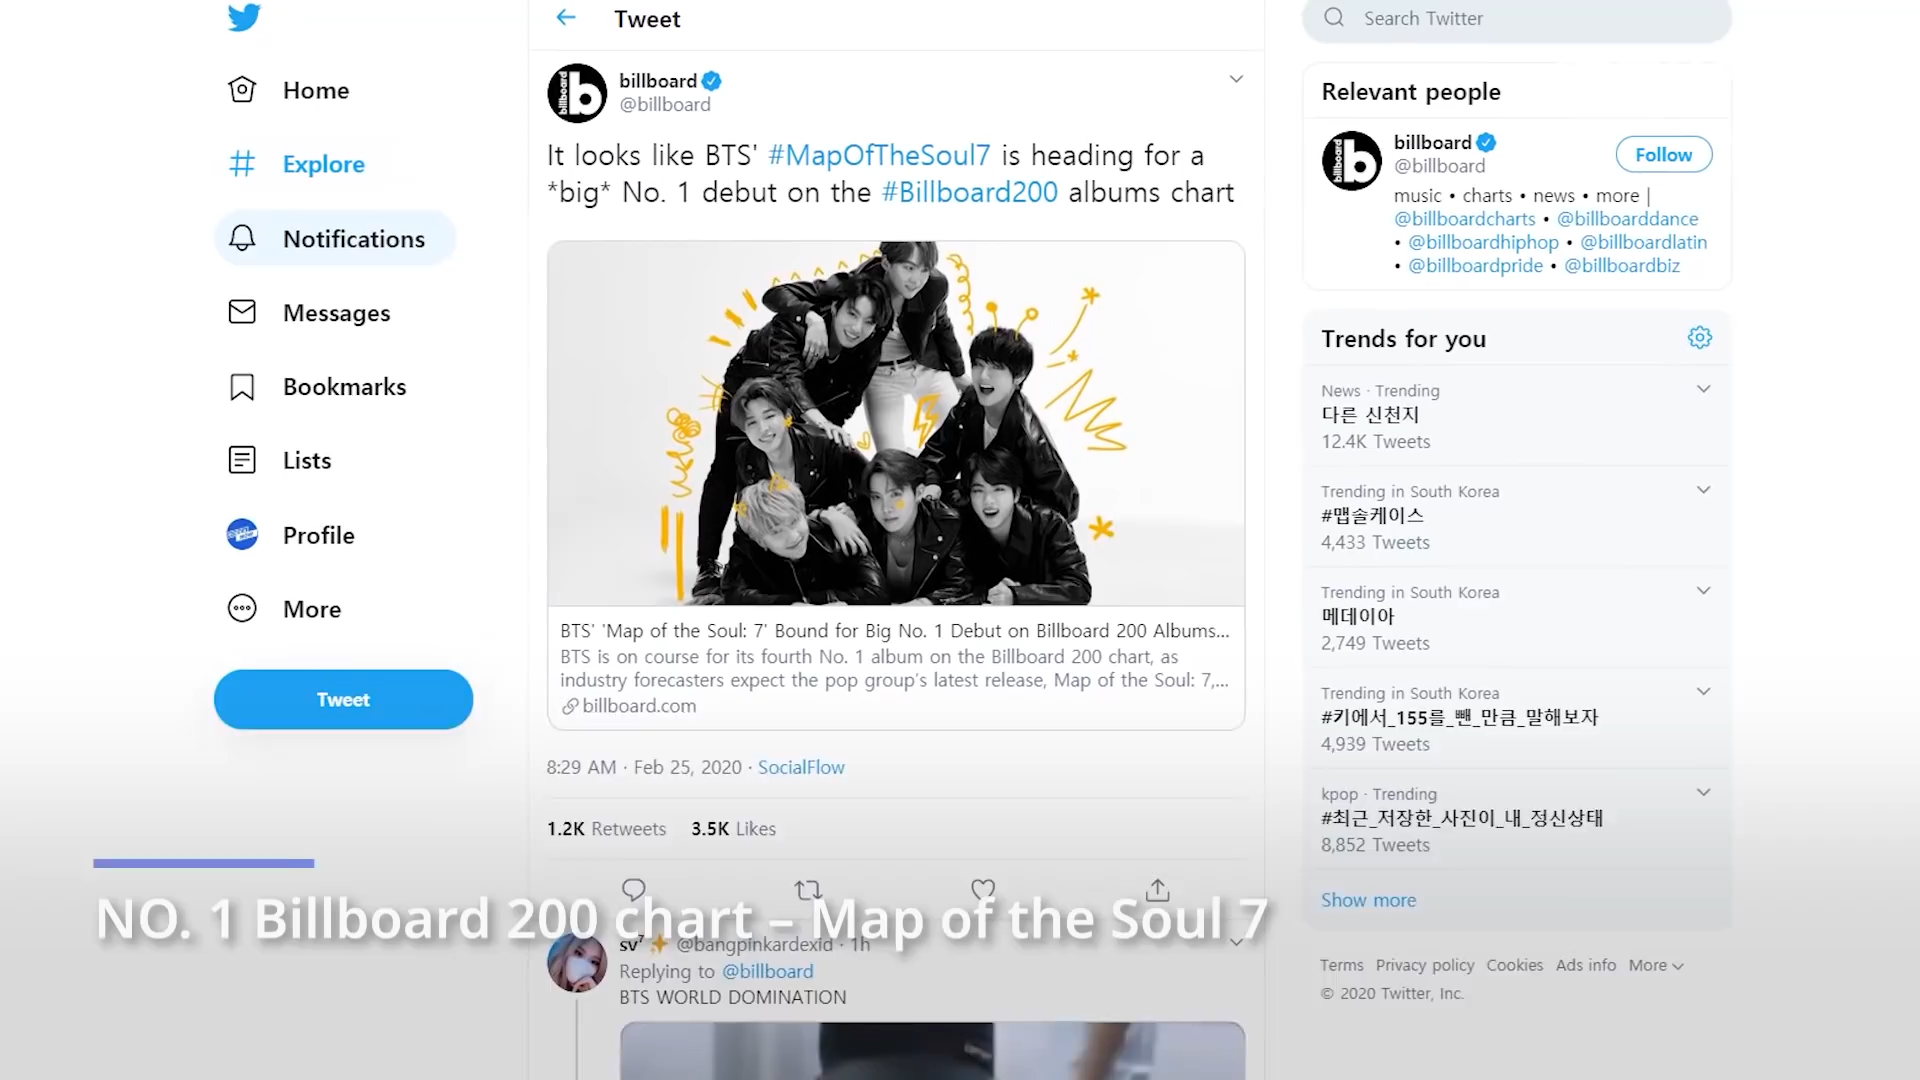 Home
Explore
Notifications
Messages
Bookmarks
Lists
Profile
More
Tweet
Tweet
billboard
@billboard
It looks like BTS' #MapOfTheSoul7 is heading for a
*big* No. 1 debut on the #Billboard200 albums chart
BTS' 'Map of the Soul: 7' Bound for Big No. 1 Debut on Billboard 200 Albums...
BTS is on course for its fourth No. 1 album on the Billboard 200 chart, as
industry forecasters expect the pop group's latest release, Map of the Soul: 7,...
billboard.com
8:29 AM · Feb 25, 2020 · SocialFlow
1.2K Retweets 3.5K Likes
NO. 1 Billboard 200 chart – Map of the Soul 7
sv⁷ @bangpinkardexid · 1h
Replying to @billboard
BTS WORLD DOMINATION
Search Twitter
Relevant people
billboard
@billboard
Follow
music • charts • news • more |
@billboardcharts • @billboarddance
• @billboardhiphop • @billboardlatin
• @billboardpride • @billboardbiz
Trends for you
News · Trending
다른 신천지
12.4K Tweets
Trending in South Korea
#맵솔케이스
4,433 Tweets
Trending in South Korea
메데이아
2,749 Tweets
Trending in South Korea
#키에서_155를_뺀_만큼_말해보자
4,939 Tweets
kpop · Trending
#최근_저장한_사진이_내_정신상태
8,852 Tweets
Show more
Terms Privacy policy Cookies Ads info More
© 2020 Twitter, Inc.